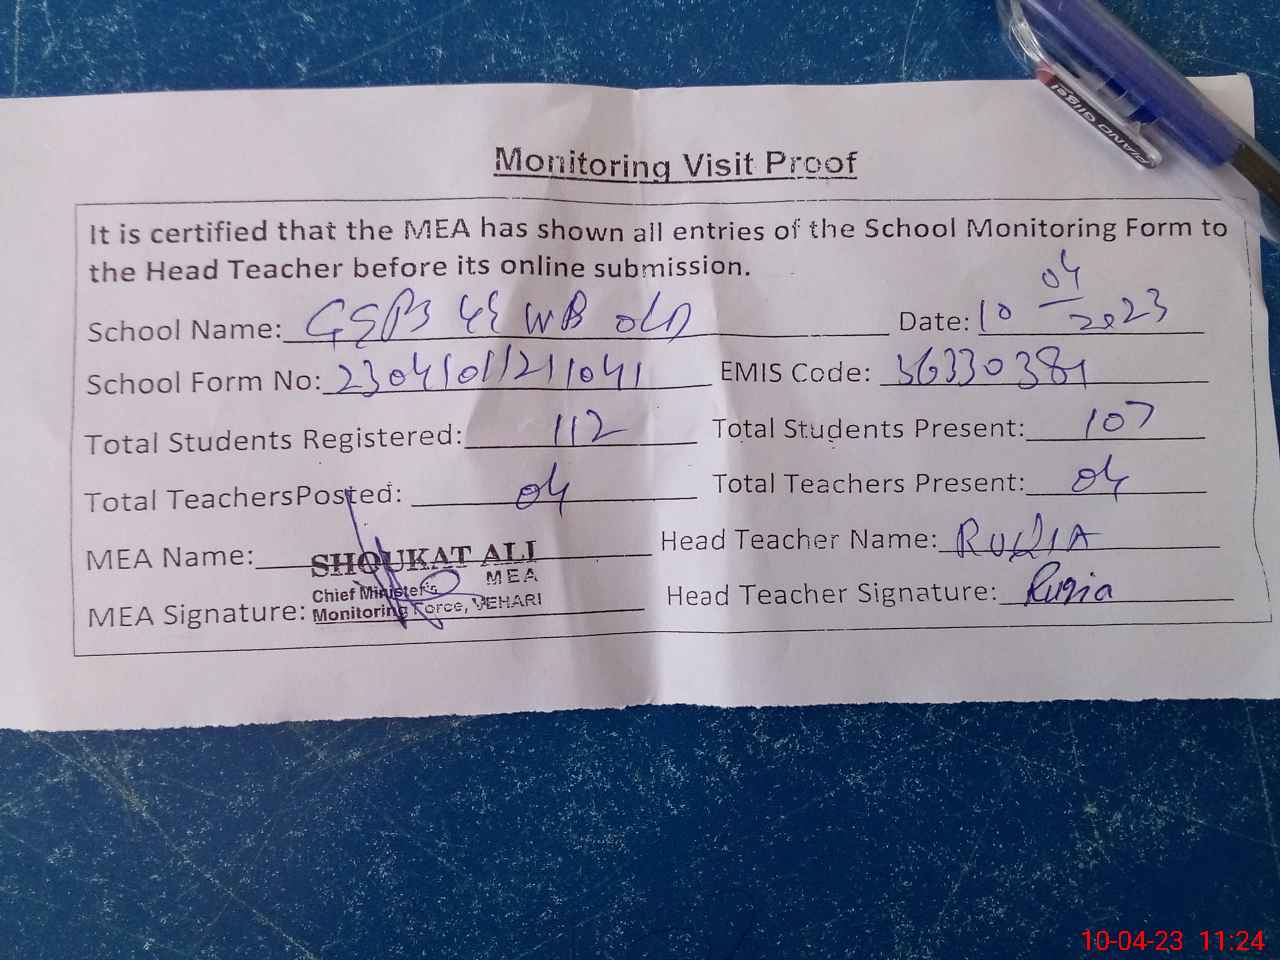 PIANO Gligel
Monitoring Visit Proof
It is certified that the MEA has shown all entries of the School Monitoring Form to
the Head Teacher before its online submission.
School Name: WB OLD Date: 10 04/2023
School Form No: EMIS Code: 36330381
Total Students Registered: 112 Total Students Present: 107
Total TeachersPosted: 04 Total Teachers Present: 04
MEA Name: SHOUKAT ALI Head Teacher Name: RUQIA
MEA
Chief Minister's
MEA Signature: Monitoring Force, VEHARI Head Teacher Signature: Ruqia
10-04-23 11:24